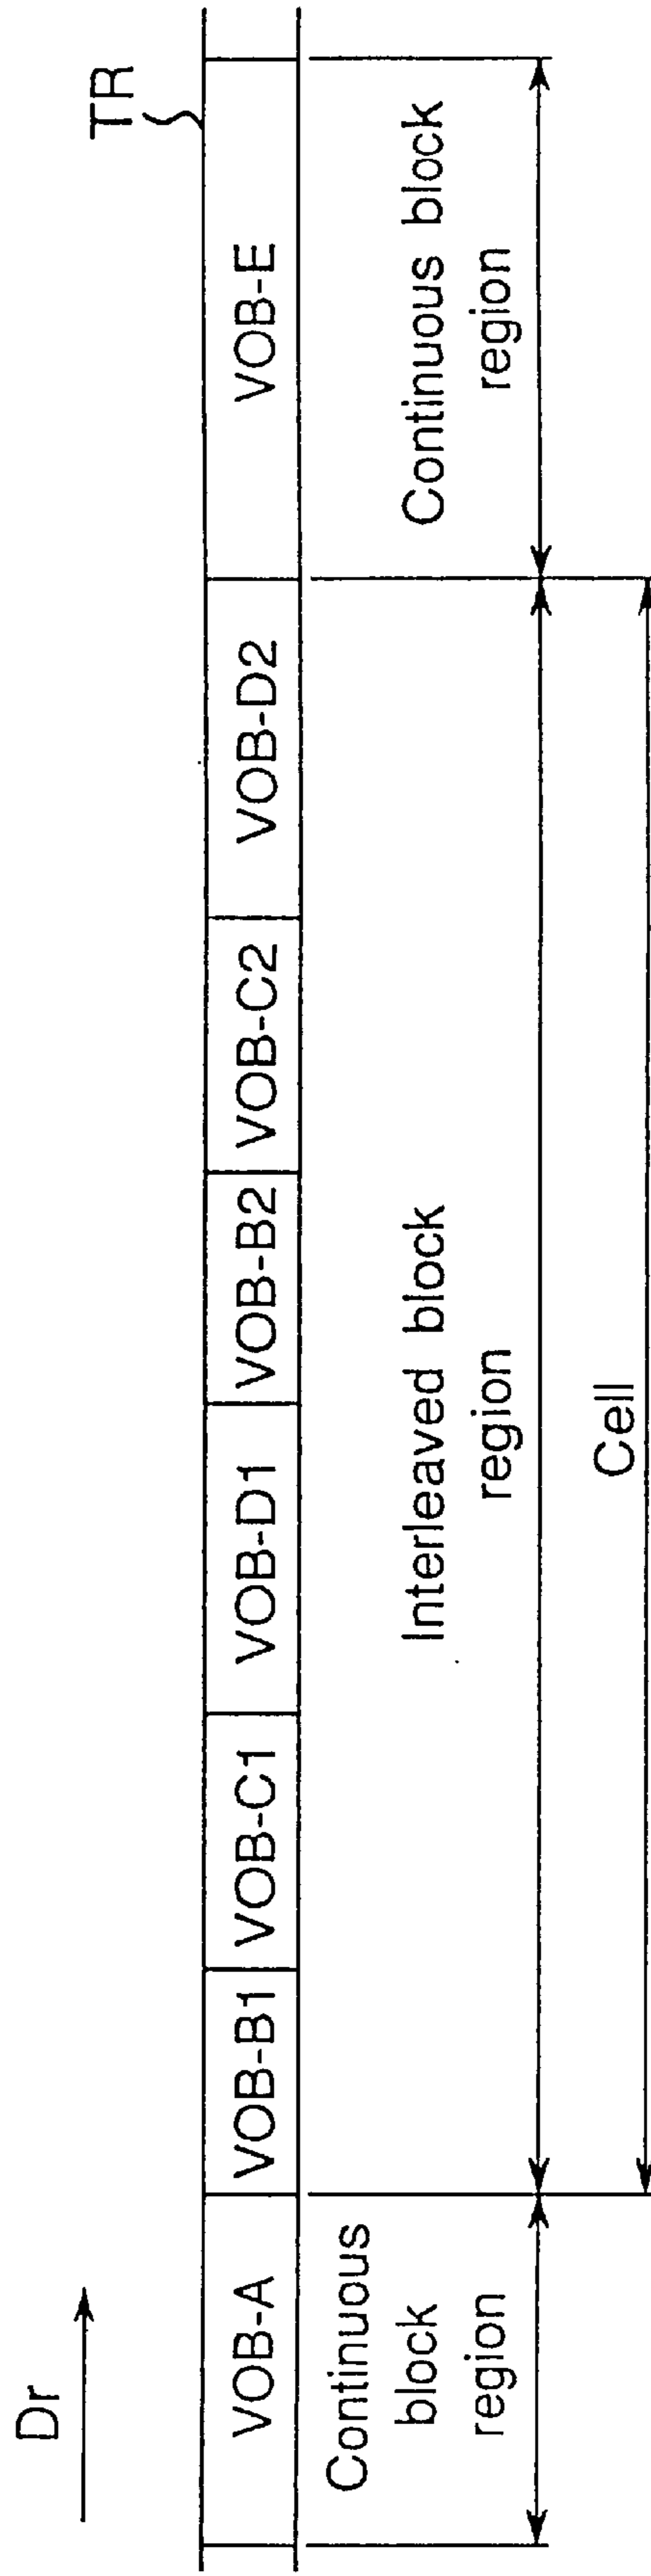 Dr
TR
VOB-A
VOB-B1
VOB-C1
VOB-D1
VOB-B2
VOB-C2
VOB-D2
VOB-E
Continuous
block
region
Interleaved block
region
Continuous block
region
Cell